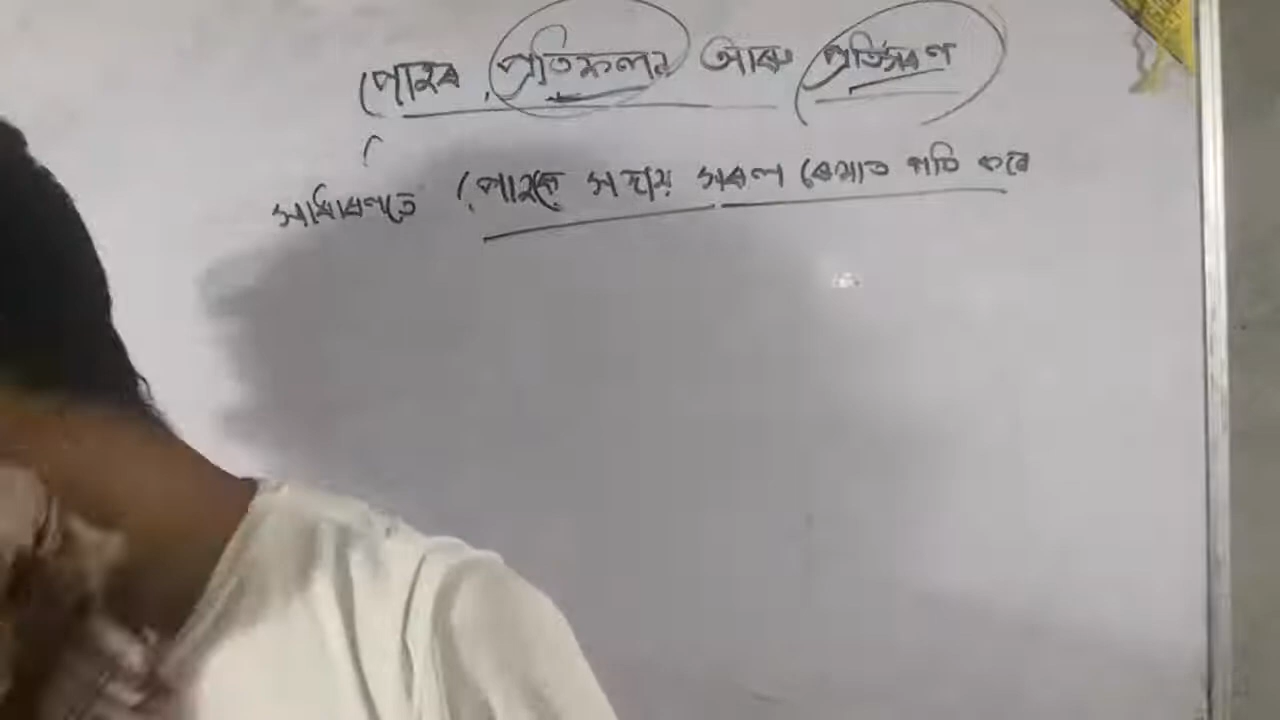 পোহৰ প্ৰতিফলন আৰু প্ৰতিসৰণ
সাধাৰণতে পোহৰে সদায় সৰল ৰেখাত গতি কৰে